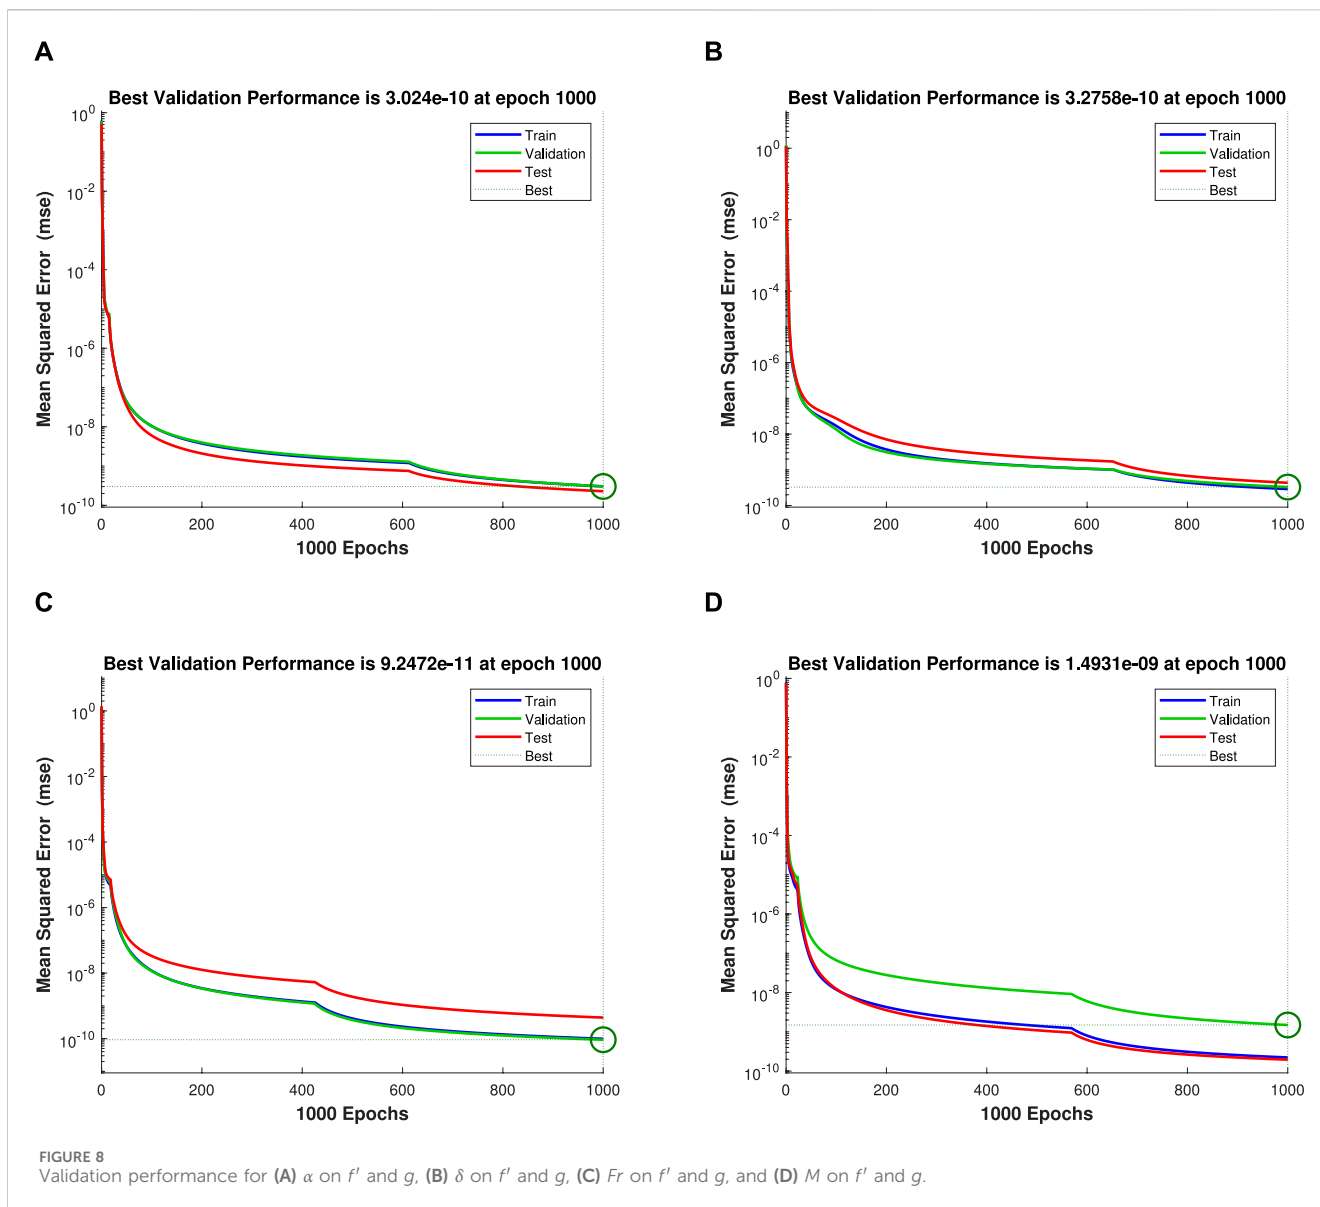 A
Best Validation Performance is 3.024e-10 at epoch 1000
Mean Squared Error (mse)
10^0
10^-2
10^-4
10^-6
10^-8
10^-10
Train
Validation
Test
Best
0 200 400 600 800 1000
1000 Epochs
B
Best Validation Performance is 3.2758e-10 at epoch 1000
Mean Squared Error (mse)
10^0
10^-2
10^-4
10^-6
10^-8
10^-10
Train
Validation
Test
Best
0 200 400 600 800 1000
1000 Epochs
C
Best Validation Performance is 9.2472e-11 at epoch 1000
Mean Squared Error (mse)
10^0
10^-2
10^-4
10^-6
10^-8
10^-10
Train
Validation
Test
Best
0 200 400 600 800 1000
1000 Epochs
D
Best Validation Performance is 1.4931e-09 at epoch 1000
Mean Squared Error (mse)
10^0
10^-2
10^-4
10^-6
10^-8
10^-10
Train
Validation
Test
Best
0 200 400 600 800 1000
1000 Epochs
FIGURE 8
Validation performance for (A) α on f′ and g, (B) δ on f′ and g, (C) Fr on f′ and g, and (D) M on f′ and g.